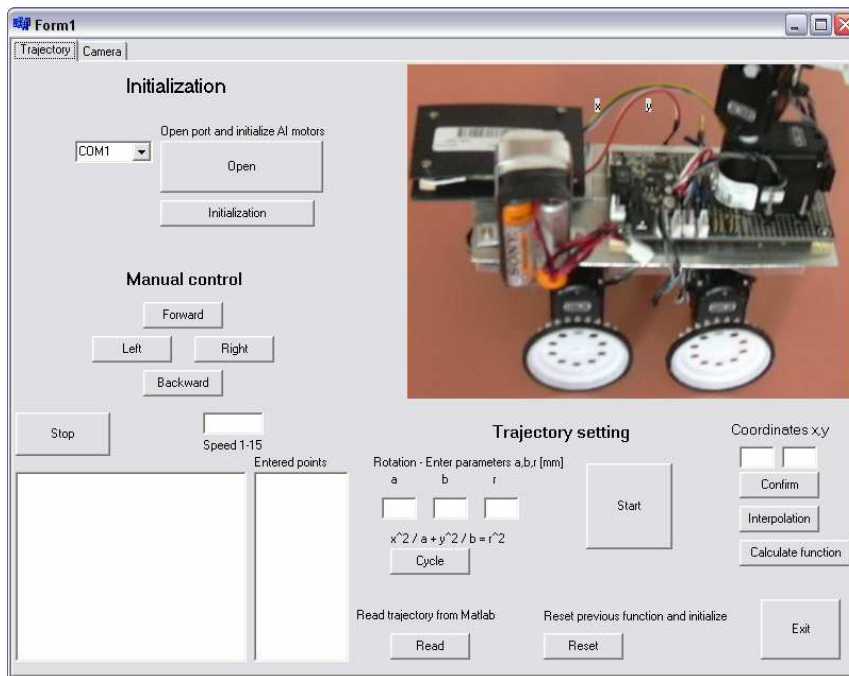 Form1
Trajectory Camera
Initialization
Open port and initialize AI motors
COM1
Open
Initialization
x y
SONY
Manual control
Forward
Left Right
Backward
Stop
Speed 1-15
Entered points
Trajectory setting
Rotation - Enter parameters a,b,r [mm]
a b r
x^2 / a + y^2 / b = r^2
Cycle
Start
Coordinates x,y
Confirm
Interpolation
Calculate function
Read trajectory from Matlab
Read
Reset previous function and initialize
Reset
Exit